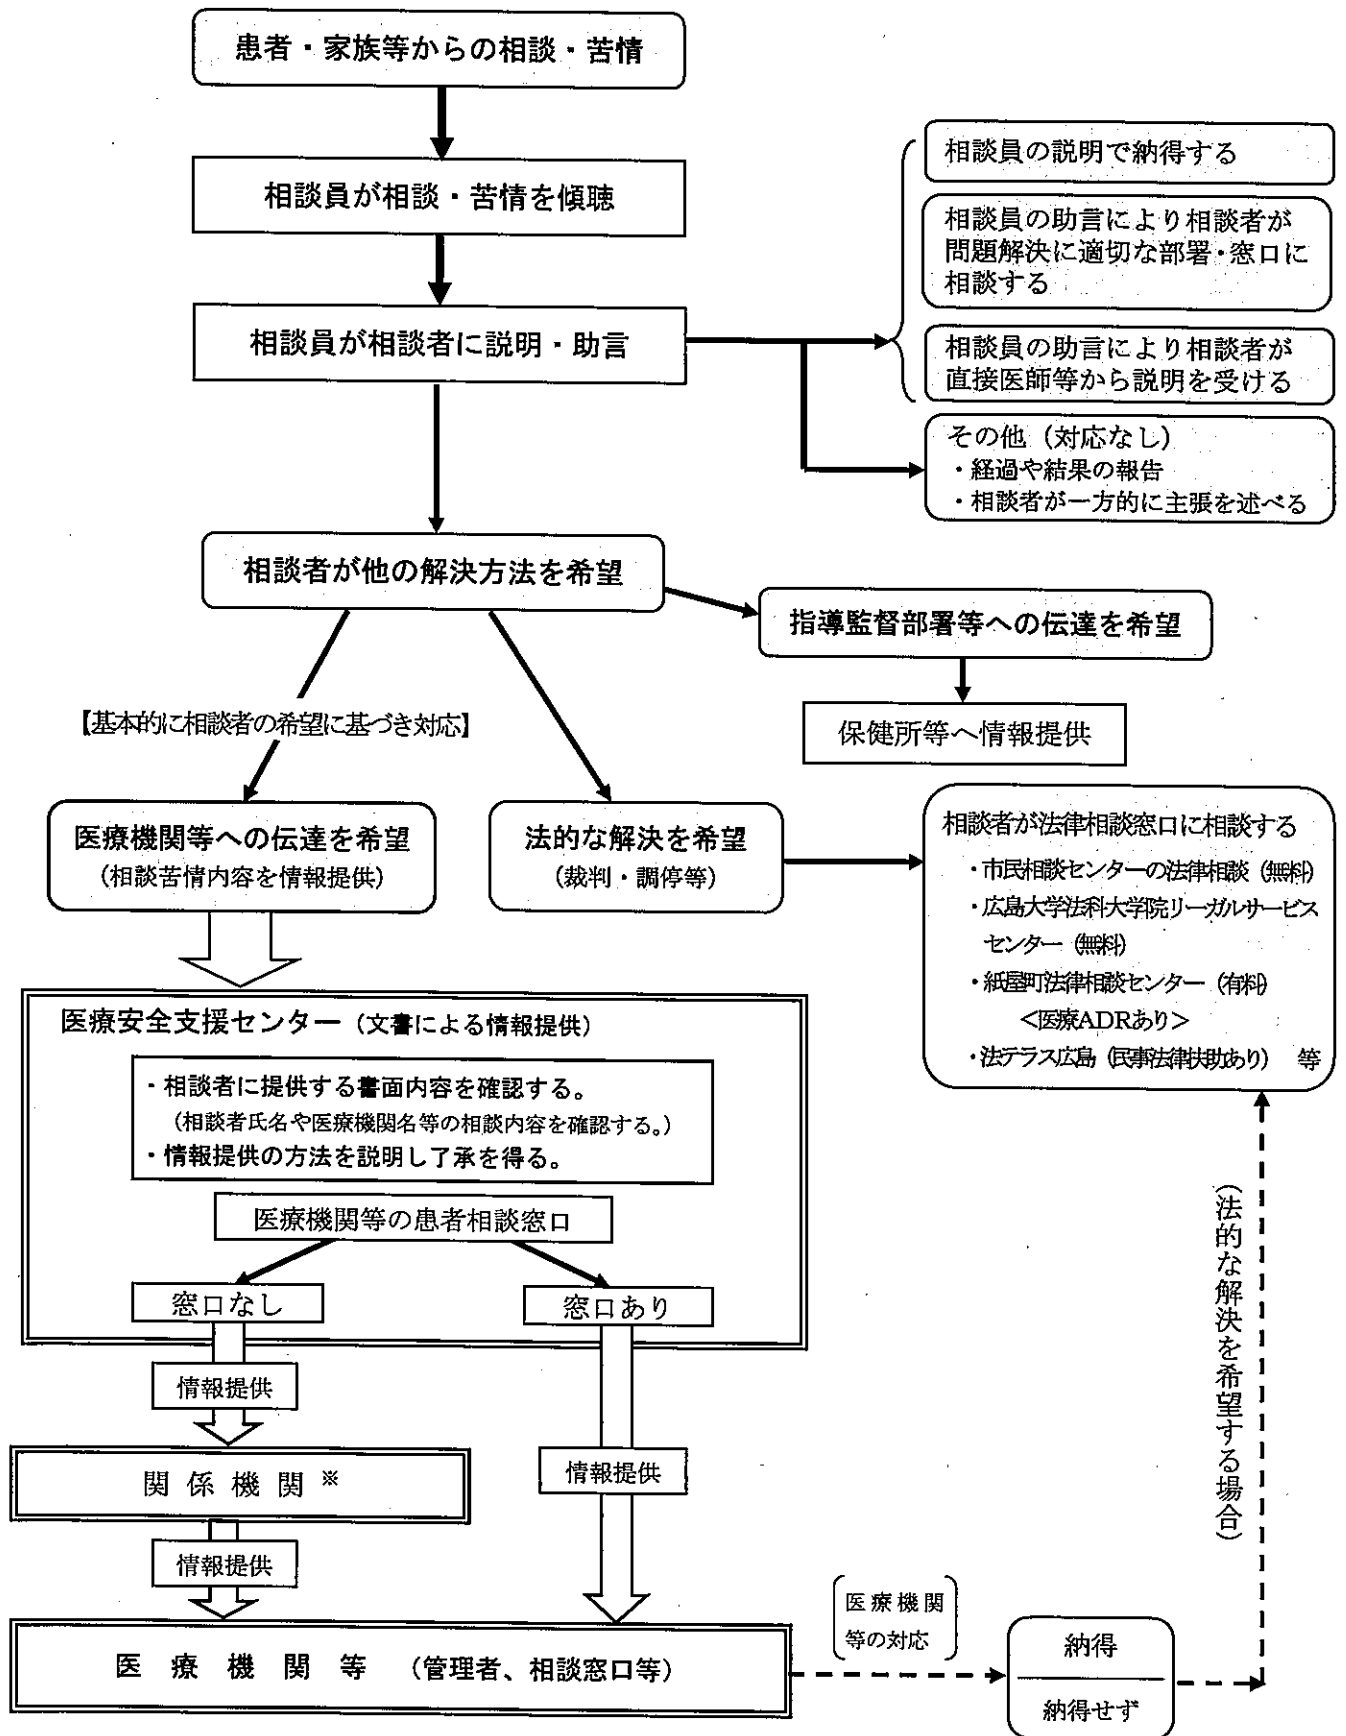 患者・家族等からの相談・苦情
相談員が相談・苦情を傾聴
相談員が相談者に説明・助言
相談員の説明で納得する
相談員の助言により相談者が
問題解決に適切な部署・窓口に
相談する
相談員の助言により相談者が
直接医師等から説明を受ける
その他（対応なし）
・経過や結果の報告
・相談者が一方的に主張を述べる
相談者が他の解決方法を希望
指導監督部署等への伝達を希望
保健所等へ情報提供
【基本的に相談者の希望に基づき対応】
医療機関等への伝達を希望
（相談苦情内容を情報提供）
法的な解決を希望
（裁判・調停等）
相談者が法律相談窓口に相談する
・市民相談センターの法律相談（無料）
・広島大学法科大学院リーガルサービス
センター（無料）
・紙屋町法律相談センター（有料）
＜医療ADRあり＞
・法テラス広島（民事法律扶助あり）　等
医療安全支援センター（文書による情報提供）
・相談者に提供する書面内容を確認する。
（相談者氏名や医療機関名等の相談内容を確認する。）
・情報提供の方法を説明し了承を得る。
医療機関等の患者相談窓口
窓口なし
窓口あり
情報提供
関係機関※
情報提供
情報提供
医療機関等（管理者、相談窓口等）
医療機関
等の対応
納得
納得せず
（法的な解決を希望する場合）